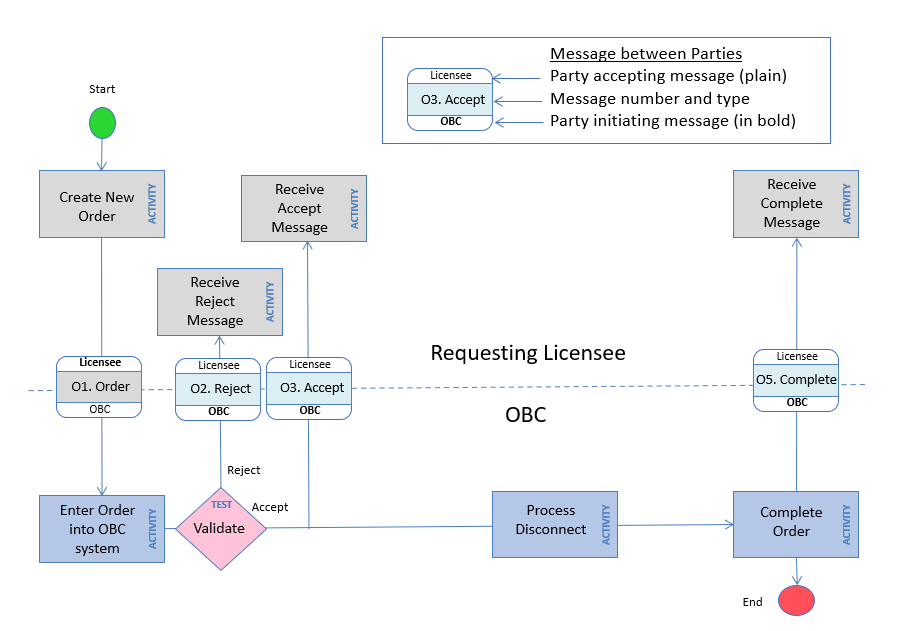 Message between Parties
Licensee
Party accepting message (plain)
O3. Accept
Message number and type
OBC
Party initiating message (in bold)
Start
Create New
Order
ACTIVITY
Receive
Accept
Message
ACTIVITY
Receive
Complete
Message
ACTIVITY
Receive
Reject
Message
ACTIVITY
Requesting Licensee
Licensee
O1. Order
OBC
Licensee
O2. Reject
OBC
Licensee
O3. Accept
OBC
Licensee
O5. Complete
OBC
OBC
Reject
Accept
Enter Order
into OBC
system
ACTIVITY
TEST
Validate
Process
Disconnect
ACTIVITY
Complete
Order
ACTIVITY
End